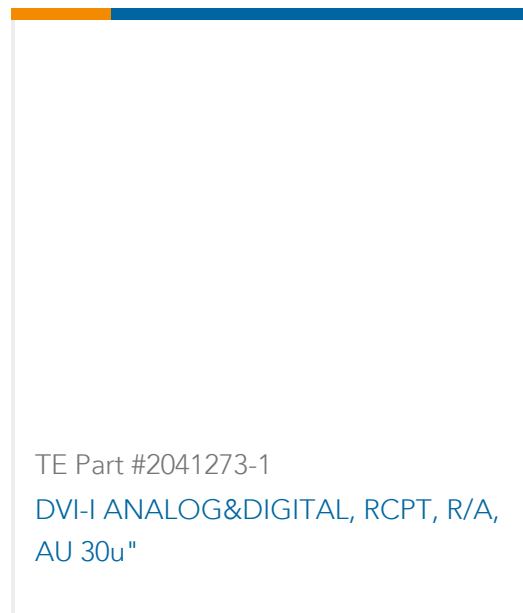 TE Part #2041273-1
DVI-I ANALOG&DIGITAL, RCPT, R/A,
AU 30u"